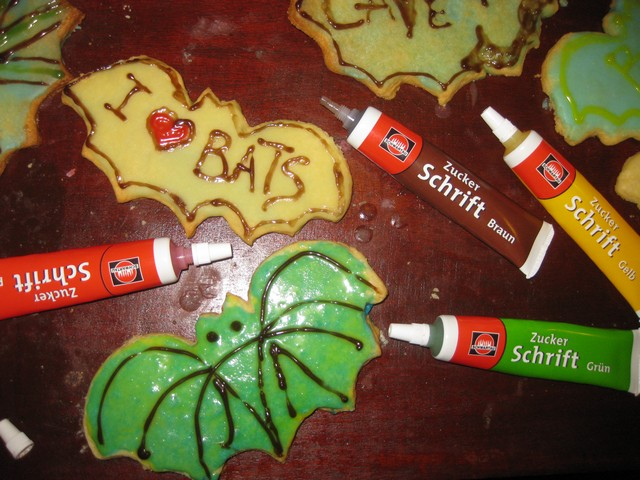 I ♥ BATS
Zucker
Schrift
Braun
Zucker
Schrift
Gelb
Zucker
Schrift
Zucker
Schrift
Grün